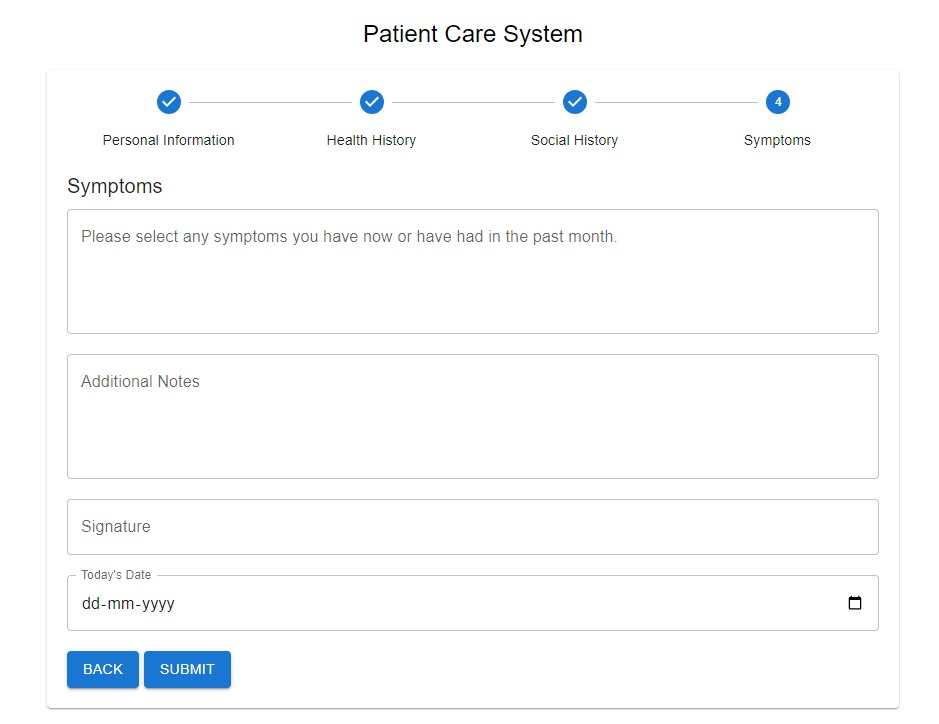 Patient Care System
4
Personal Information Health History Social History Symptoms
Symptoms
Please select any symptoms you have now or have had in the past month.
Additional Notes
Signature
Today's Date
dd-mm-yyyy
BACK SUBMIT